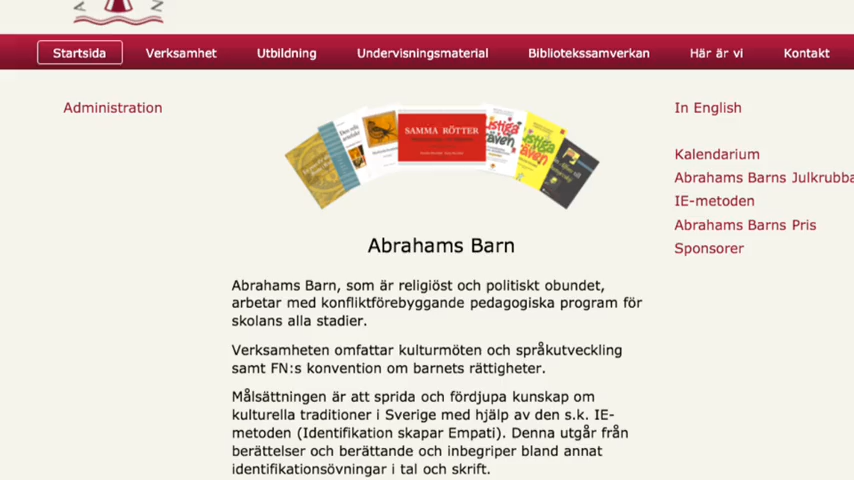 Startsida Verksamhet Utbildning Undervisningsmaterial Bibliotekssamverkan Här är vi Kontakt
Administration
SAMMA RÖTTER
Abrahams Barn
Abrahams Barn, som är religiöst och politiskt obundet,
arbetar med konfliktförebyggande pedagogiska program för
skolans alla stadier.
Verksamheten omfattar kulturmöten och språkutveckling
samt FN:s konvention om barnets rättigheter.
Målsättningen är att sprida och fördjupa kunskap om
kulturella traditioner i Sverige med hjälp av den s.k. IE-
metoden (Identifikation skapar Empati). Denna utgår från
berättelser och berättande och inbegriper bland annat
identifikationsövningar i tal och skrift.
In English
Kalendarium
Abrahams Barns Julkrubba
IE-metoden
Abrahams Barns Pris
Sponsorer